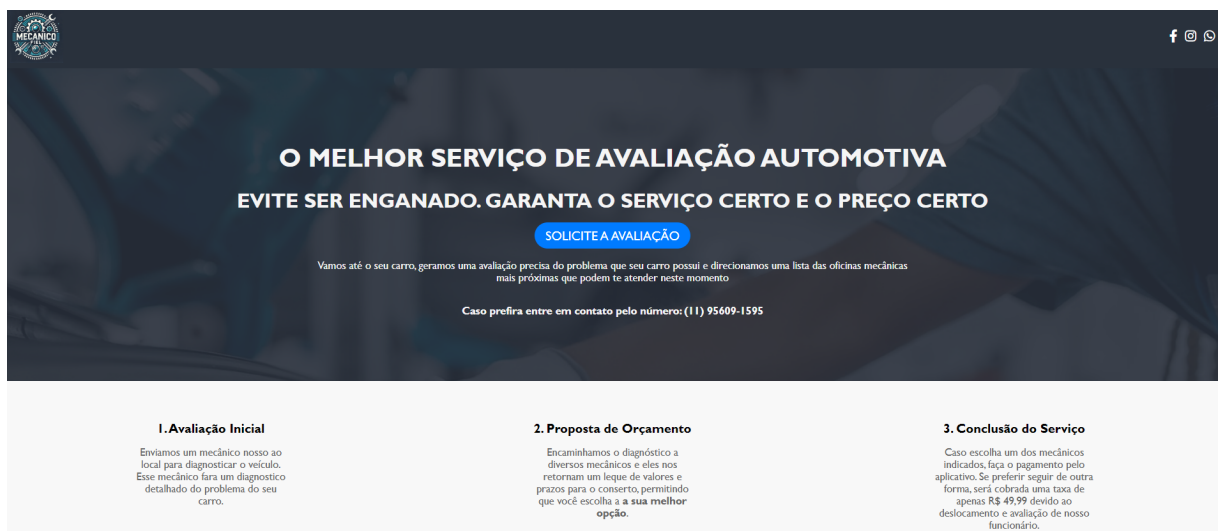 MECANICO
FIEL
O MELHOR SERVIÇO DE AVALIAÇÃO AUTOMOTIVA
EVITE SER ENGANADO. GARANTA O SERVIÇO CERTO E O PREÇO CERTO
SOLICITE A AVALIAÇÃO
Vamos até o seu carro, geramos uma avaliação precisa do problema que seu carro possui e direcionamos uma lista das oficinas mecânicas
mais próximas que podem te atender neste momento
Caso prefira entre em contato pelo número: (11) 95609-1595
1. Avaliação Inicial
Enviamos um mecânico nosso ao
local para diagnosticar o veículo.
Esse mecânico fara um diagnostico
detalhado do problema do seu
carro.
2. Proposta de Orçamento
Encaminhamos o diagnóstico a
diversos mecânicos e eles nos
retornam um leque de valores e
prazos para o conserto, permitindo
que você escolha a a sua melhor
opção.
3. Conclusão do Serviço
Caso escolha um dos mecânicos
indicados, faça o pagamento pelo
aplicativo. Se preferir seguir de outra
forma, será cobrada uma taxa de
apenas R$ 49,99 devido ao
deslocamento e avaliação de nosso
funcionário.